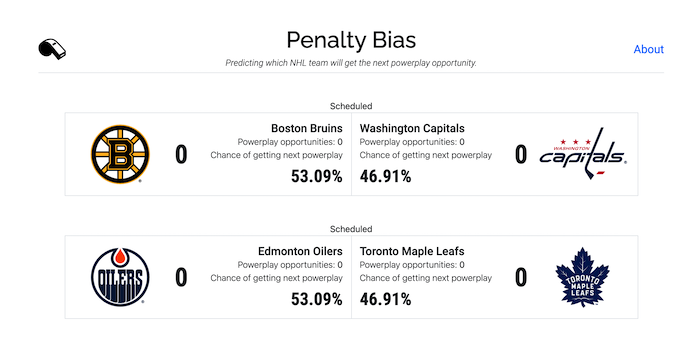 Penalty Bias
About
Predicting which NHL team will get the next powerplay opportunity.
Scheduled
B
0
Boston Bruins
Powerplay opportunities: 0
Chance of getting next powerplay
53.09%
Washington Capitals
Powerplay opportunities: 0
Chance of getting next powerplay
46.91%
0
WASHINGTON
capitals
Scheduled
OILERS
0
Edmonton Oilers
Powerplay opportunities: 0
Chance of getting next powerplay
53.09%
Toronto Maple Leafs
Powerplay opportunities: 0
Chance of getting next powerplay
46.91%
0
TORONTO
MAPLE
LEAFS